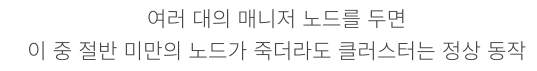 여러 대의 매니저 노드를 두면
이 중 절반 미만의 노드가 죽더라도 클러스터는 정상 동작